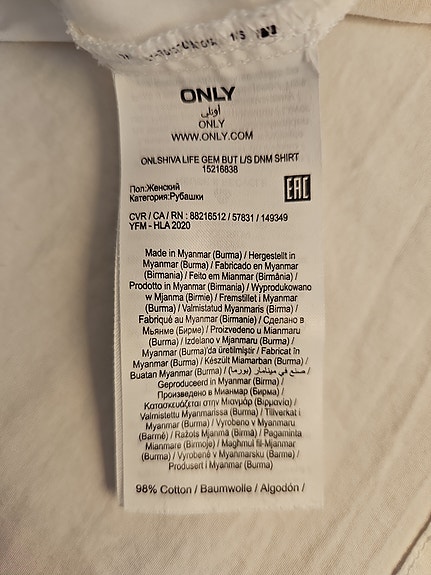 ONLY
أونلي
ONLY
WWW.ONLY.COM
ONLSHIVA LIFE GEM BUT L/S DNM SHIRT
15216838
Пол:Женский
Категория:Рубашки
EAC
CVR / CA / RN : 88216512 / 57831 / 149349
YFM - HLA 2020
Made in Myanmar (Burma) / Hergestellt in
Myanmar (Burma) / Fabricado en Myanmar
(Birmania) / Feito em Mianmar (Birmânia) /
Prodotto in Myanmar (Birmania) / Wyprodukowano
w Mjanma (Birmie) / Fremstillet i Myanmar
(Burma) / Valmistatud Myanmaris (Birma) /
Fabriqué au Myanmar (Birmanie) / Сделано в
Мьянме (Бирме) / Proizvedeno u Mianmaru
(Burmi) / Izdelano v Mjanmaru (Burma) /
Myanmar (Burma)'da üretilmiştir / Fabricat în
Myanmar (Burma) / Készült Miamarban (Burma) /
Buatan Myanmar (Burma) / صنع في مينامار (بورما) /
Geproduceerd in Myanmar (Birma) /
Произведено в Мианмар (Бирма) /
Κατασκευάζεται στην Μιανμάρ (Βιρμανία) /
Valmistettu Myanmarissa (Burma) / Tillverkat i
Myanmar (Burma) / Vyrobeno v Myanmaru
(Barmě) / Ražots Mjanmā (Birmā) / Pagaminta
Mianmare (Birmoje) / Magħmul fil-Mjanmar
(Burma) / Vyrobené v Myanmarsku (Barme) /
Produsert i Myanmar (Burma)
98% Cotton / Baumwolle / Algodón /